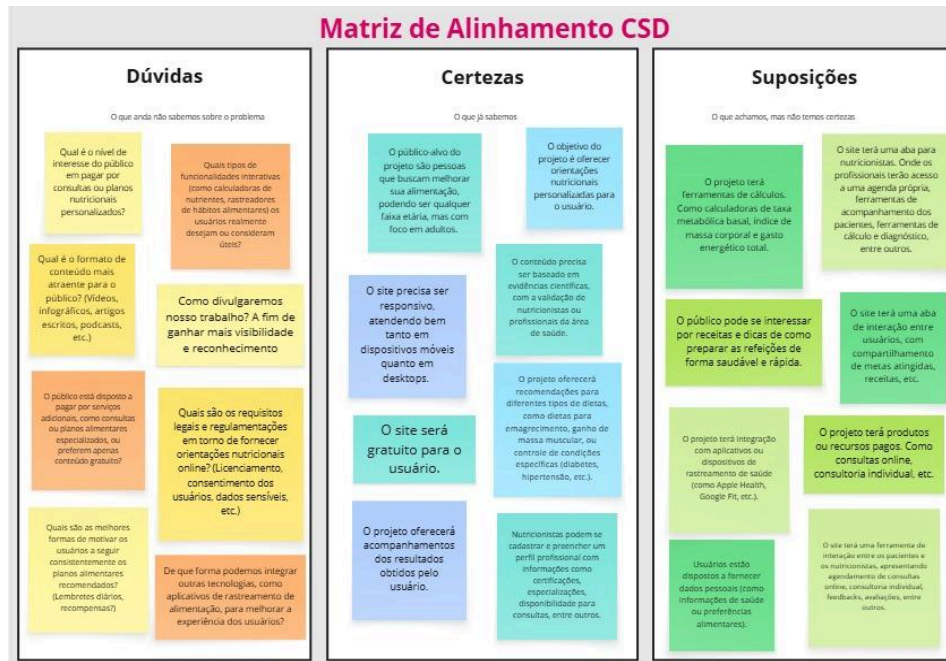 Matriz de Alinhamento CSD
Dúvidas
O que anda não sabemos sobre o problema
Qual é o nível de
interesse do público
em pagar por
consultas ou planos
nutricionais
personalizados?
Quais tipos de
funcionalidades interativas
(como calculadoras de
nutrientes, rastreadores
de hábitos alimentares) os
usuários realmente
desejam ou consideram
úteis?
Qual é o formato de
conteúdo mais
atraente para o
público? (Vídeos,
infográficos, artigos
escritos, podcasts,
etc.)
Como divulgaremos
nosso trabalho? A fim de
ganhar mais visibilidade
e reconhecimento
O público está disposto a
pagar por serviços
adicionais, como consultas
ou planos alimentares
especializados, ou
preferem apenas
conteúdo gratuito?
Quais são os requisitos
legais e regulamentações
em torno de fornecer
orientações nutricionais
online? (Licenciamento,
consentimento dos
usuários, dados sensíveis,
etc.)
Quais são as melhores
formas de motivar os
usuários a seguir
consistentemente os
planos alimentares
recomendados?
(Lembretes diários,
recompensas?)
De que forma podemos integrar
outras tecnologias, como
aplicativos de rastreamento de
alimentação, para melhorar a
experiência dos usuários?
Certezas
O que já sabemos
O público-alvo do
projeto são pessoas
que buscam melhorar
sua alimentação,
podendo ser qualquer
faixa etária, mas com
foco em adultos.
O objetivo do
projeto é oferecer
orientações
nutricionais
personalizadas para
o usuário.
O site precisa ser
responsivo,
atendendo bem
tanto em
dispositivos móveis
quanto em
desktops.
O conteúdo precisa
ser baseado em
evidências científicas,
com a validação de
nutricionistas ou
profissionais da área
de saúde.
O site será
gratuito para o
usuário.
O projeto oferecerá
recomendações para
diferentes tipos de dietas,
como dietas para
emagrecimento, ganho de
massa muscular, ou
controle de condições
específicas (diabetes,
hipertensão, etc.).
O projeto oferecerá
acompanhamentos
dos resultados
obtidos pelo
usuário.
Nutricionistas podem se
cadastrar e preencher um
perfil profissional com
informações como
certificações,
especializações,
disponibilidade para
consultas, entre outros.
Suposições
O que achamos, mas não temos certezas
O projeto terá
ferramentas de cálculos.
Como calculadoras de taxa
metabólica basal, índice de
massa corporal e gasto
energético total.
O site terá uma aba para
nutricionistas. Onde os
profissionais terão acesso
a uma agenda própria,
ferramentas de
acompanhamento dos
pacientes, ferramentas
de cálculo e diagnóstico,
entre outros.
O público pode se interessar
por receitas e dicas de como
preparar as refeições de
forma saudável e rápida.
O site terá uma aba
de interação entre
usuários, com
compartilhamento
de metas atingidas,
receitas, etc.
O projeto terá integração
com aplicativos ou
dispositivos de
rastreamento de saúde
(como Apple Health,
Google Fit, etc.).
O projeto terá produtos
ou recursos pagos. Como
consultas online,
consultoria individual, etc.
Usuários estão
dispostos a fornecer
dados pessoais (como
informações de saúde
ou preferências
alimentares).
O site terá uma ferramenta de
interação entre os pacientes e
os nutricionistas, apresentando
agendamento de consultas
online, consultoria individual,
feedbacks, avaliações, entre
outros.